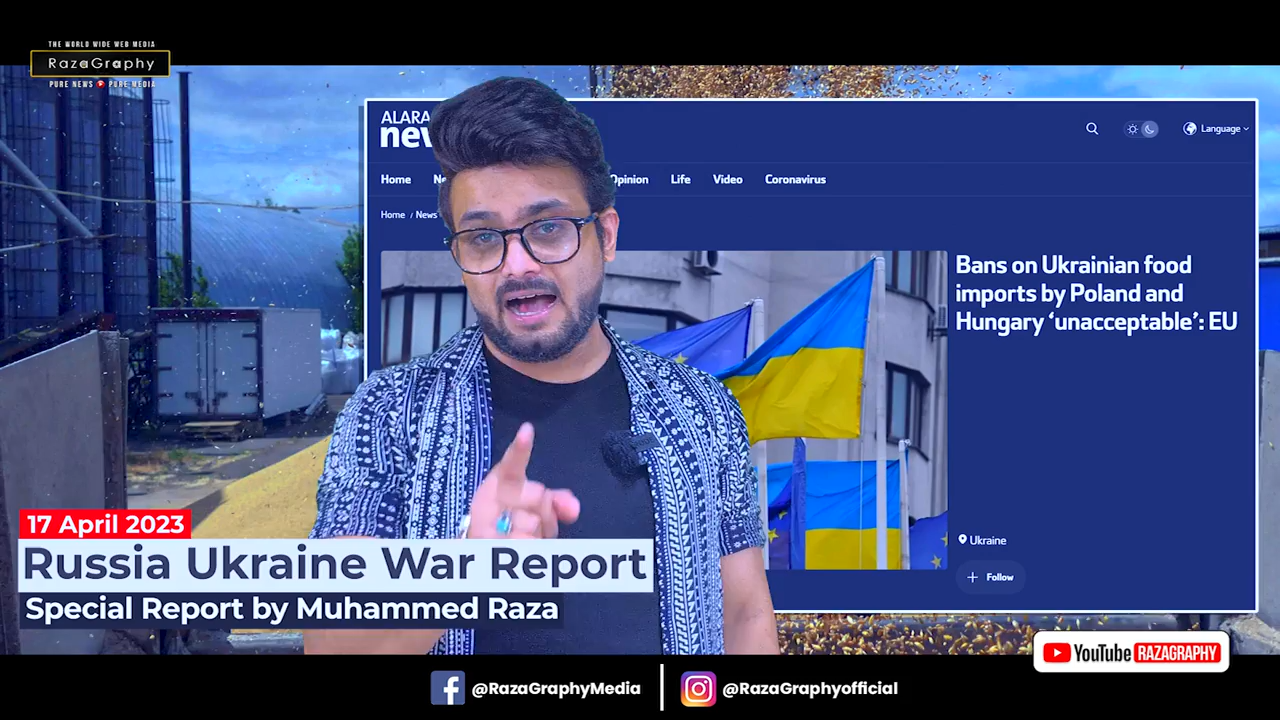 THE WORLD WIDE WEB MEDIA
RazaGraphy
PURE NEWS PURE MEDIA
ALARA
Language
Home
Opinion Life Video Coronavirus
Home / News
Bans on Ukrainian food
imports by Poland and
Hungary ‘unacceptable’: EU
Ukraine
+ Follow
17 April 2023
Russia Ukraine War Report
Special Report by Muhammed Raza
YouTube RAZAGRAPHY
@RazaGraphyMedia
@RazaGraphyofficial